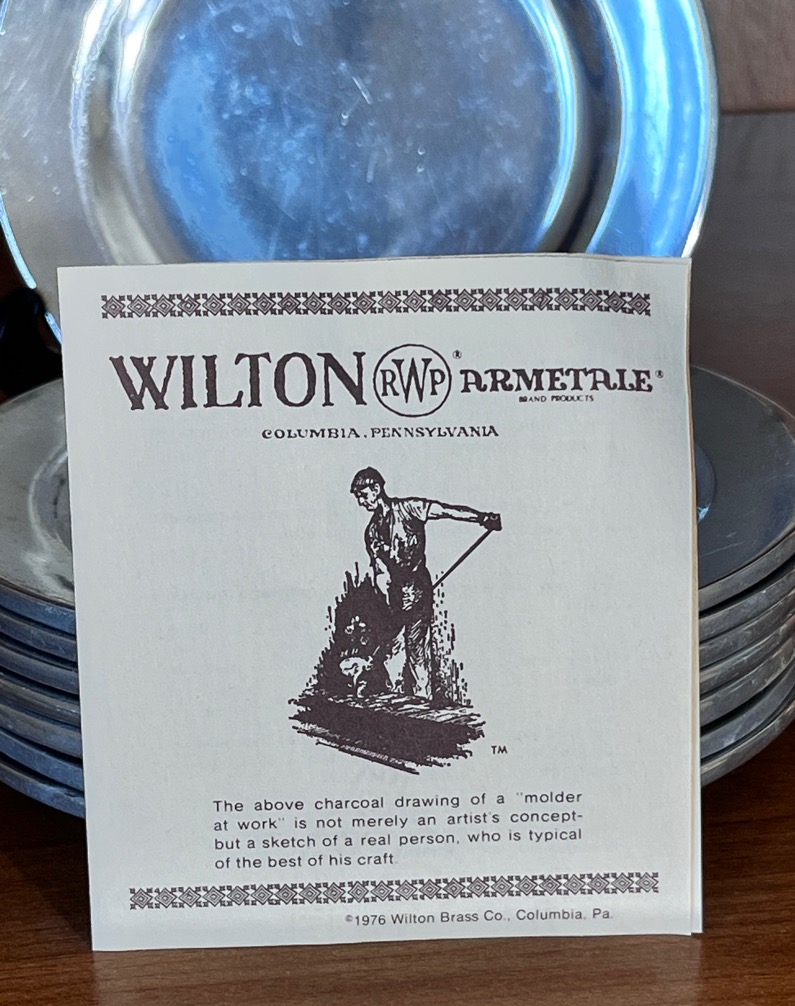 WILTON RWP® ARMETALE®
BRAND PRODUCTS
COLUMBIA, PENNSYLVANIA
TM
The above charcoal drawing of a "molder
at work" is not merely an artist's concept-
but a sketch of a real person, who is typical
of the best of his craft.
©1976 Wilton Brass Co., Columbia, Pa.